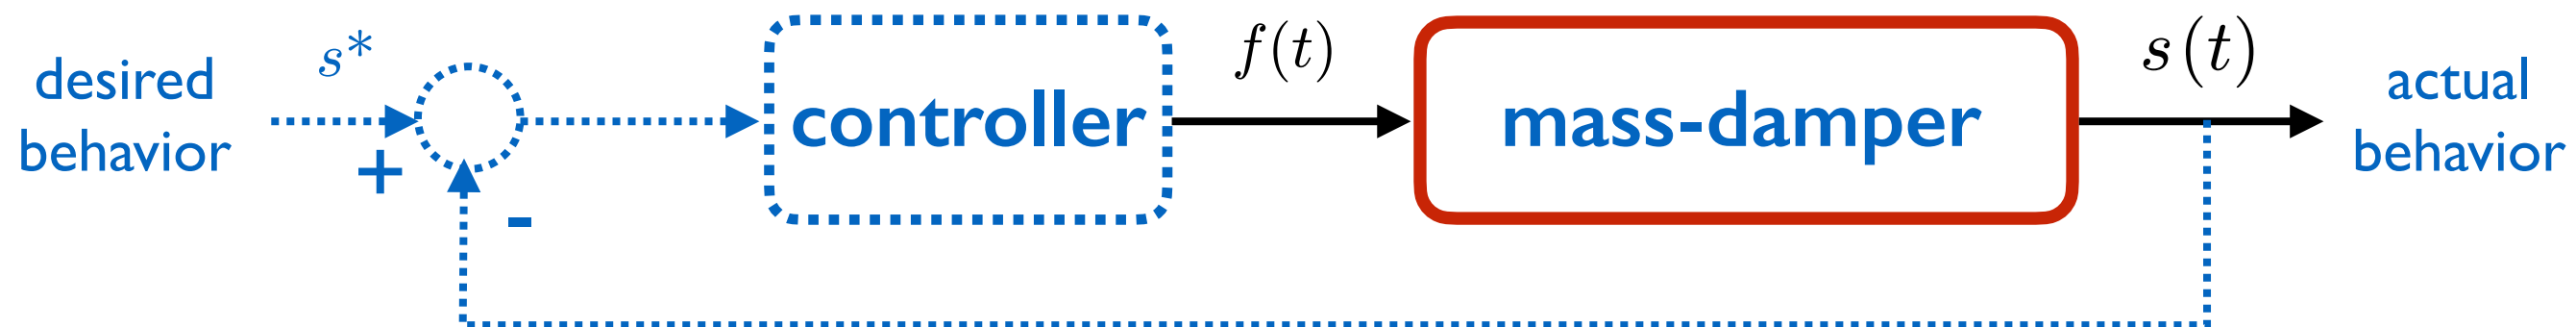 desired
behavior
s*
+
-
controller
f(t)
mass-damper
s(t)
actual
behavior